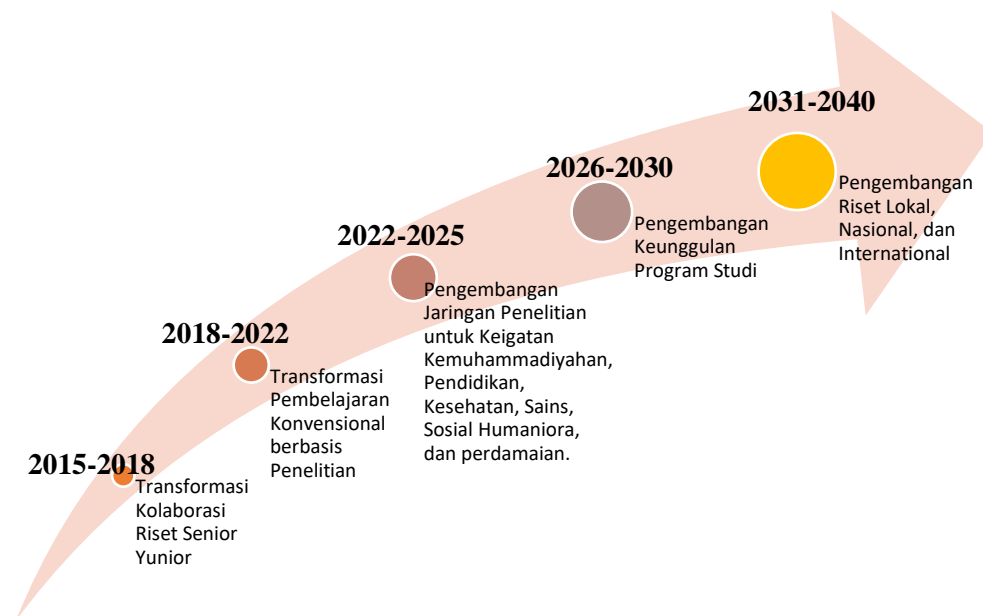 2015-2018
Transformasi
Kolaborasi
Riset Senior
Yunior
2018-2022
Transformasi
Pembelajaran
Konvensional
berbasis
Penelitian
2022-2025
Pengembangan
Jaringan Penelitian
untuk Keigatan
Kemuhammadiyahan,
Pendidikan,
Kesehatan, Sains,
Sosial Humaniora,
dan perdamaian.
2026-2030
Pengembangan
Keunggulan
Program Studi
2031-2040
Pengembangan
Riset Lokal,
Nasional, dan
International